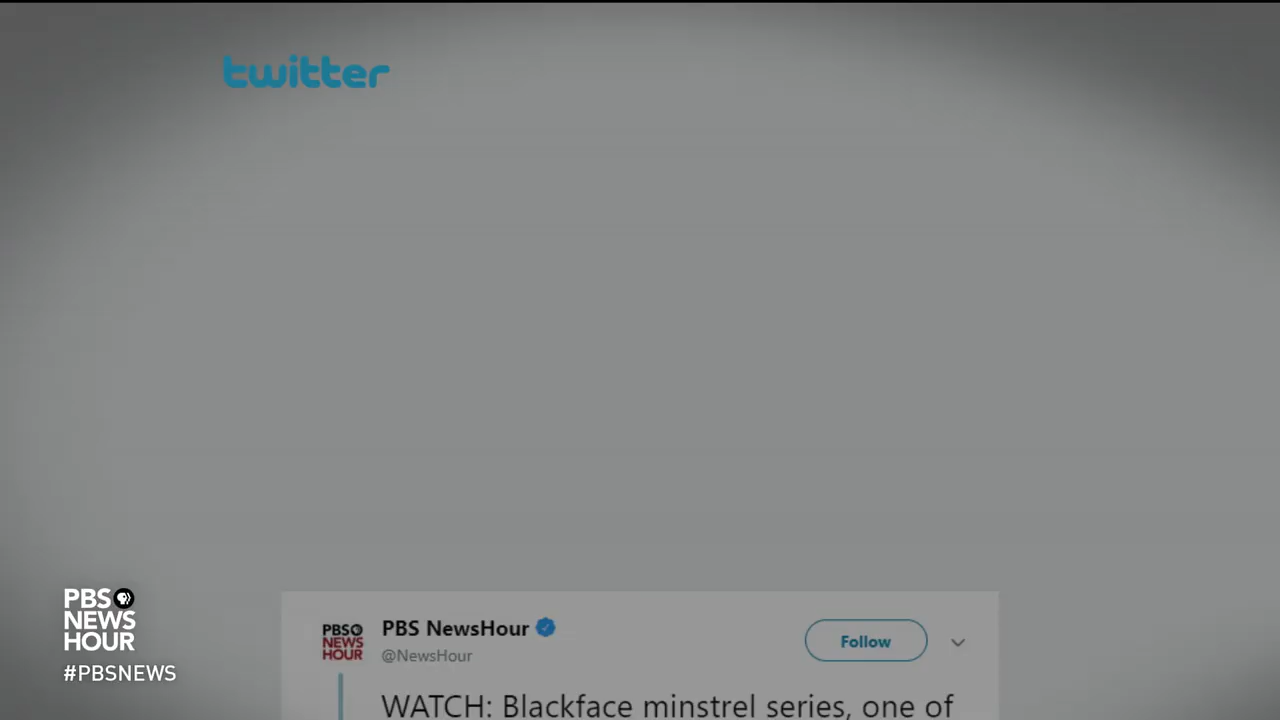 twitter
PBS NewsHour
@NewsHour
Follow
WATCH: Blackface minstrel series, one of
PBS
NEWS
HOUR
PBS
NEWS
HOUR
#PBSNEWS